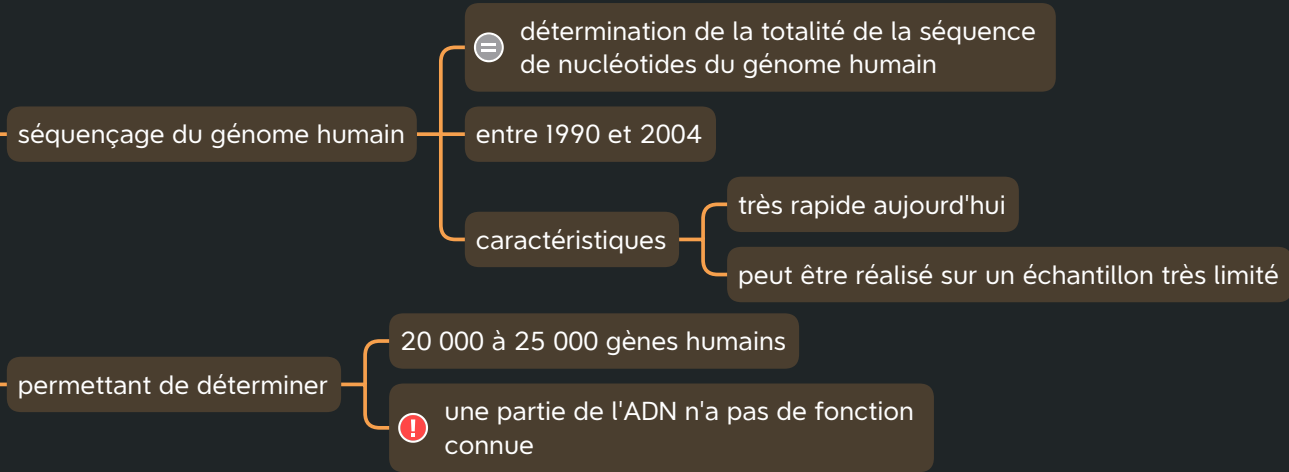 détermination de la totalité de la séquence
de nucléotides du génome humain
séquençage du génome humain
entre 1990 et 2004
caractéristiques
très rapide aujourd'hui
peut être réalisé sur un échantillon très limité
permettant de déterminer
20 000 à 25 000 gènes humains
une partie de l'ADN n'a pas de fonction
connue